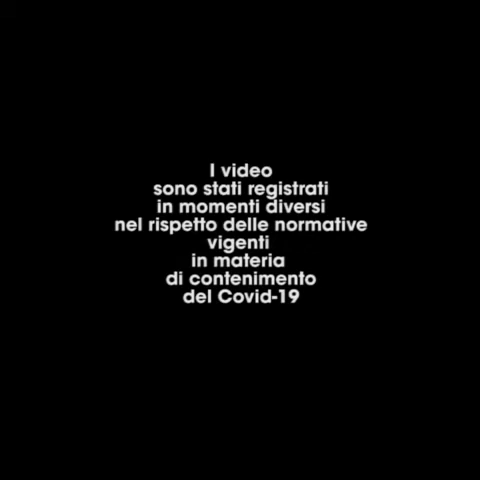 I video
sono stati registrati
in momenti diversi
nel rispetto delle normative
vigenti
in materia
di contenimento
del Covid-19